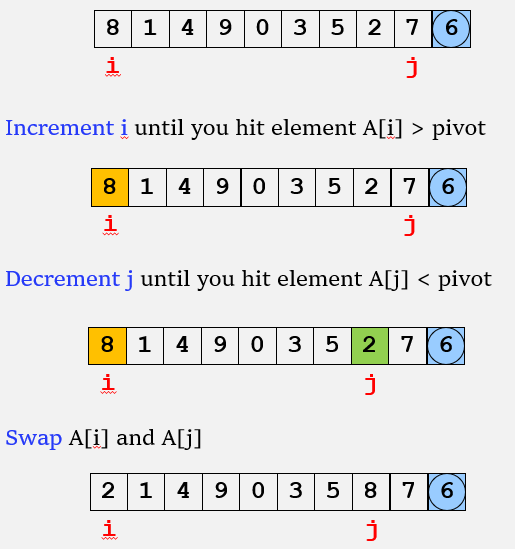 8 1 4 9 0 3 5 2 7 6
i j
Increment i until you hit element A[i] > pivot
8 1 4 9 0 3 5 2 7 6
i j
Decrement j until you hit element A[j] < pivot
8 1 4 9 0 3 5 2 7 6
i j
Swap A[i] and A[j]
2 1 4 9 0 3 5 8 7 6
i j